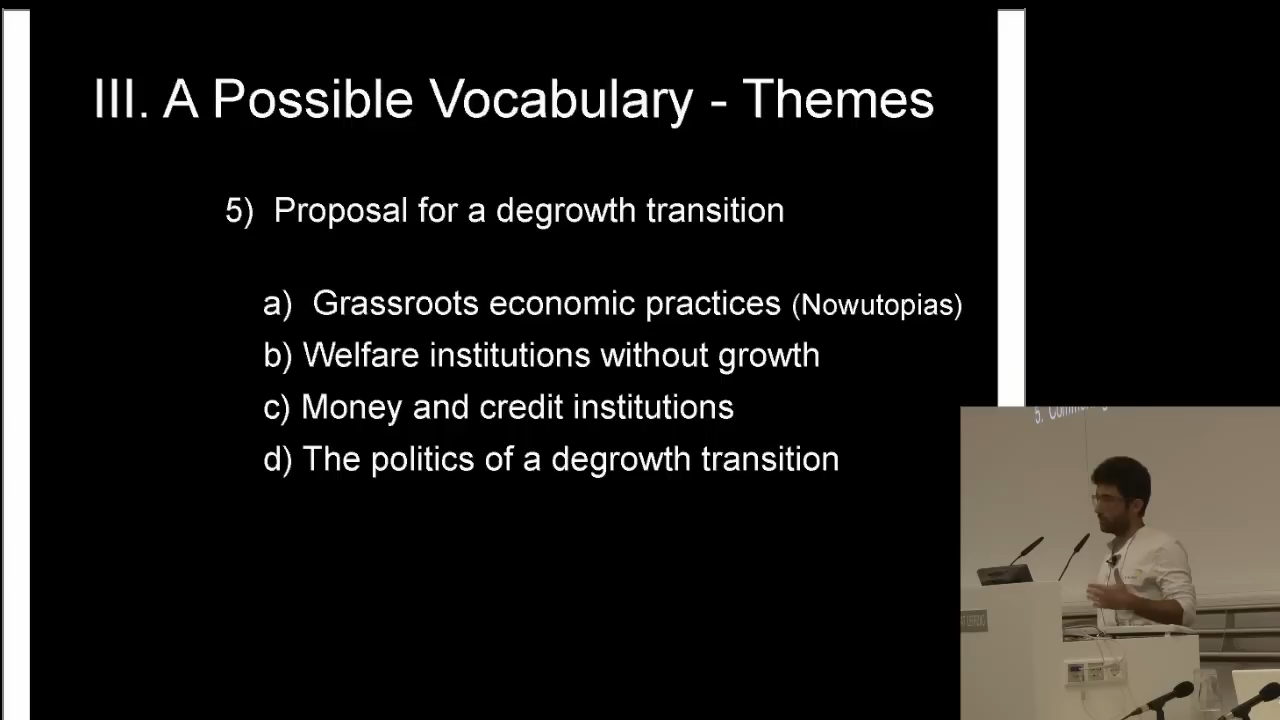 III. A Possible Vocabulary - Themes
5) Proposal for a degrowth transition
a) Grassroots economic practices (Nowutopias)
b) Welfare institutions without growth
c) Money and credit institutions
d) The politics of a degrowth transition
5.